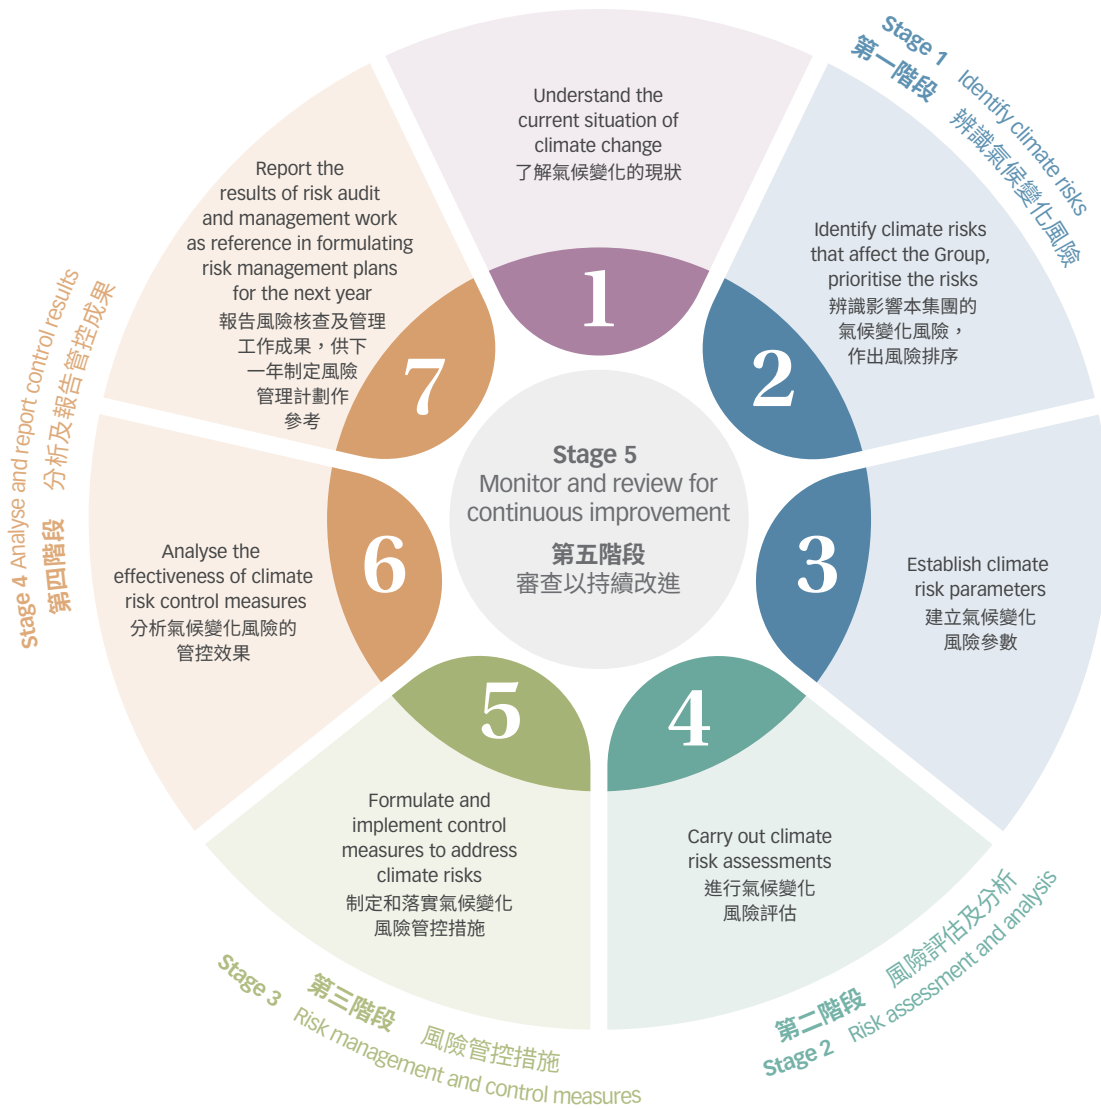 Understand the
current situation of
climate change
了解氣候變化的現狀
1
Stage 1 Identify climate risks
第一階段 辨識氣候變化風險
Identify climate risks
that affect the Group,
prioritise the risks
辨識影響本集團的
氣候變化風險，
作出風險排序
2
Establish climate
risk parameters
建立氣候變化
風險參數
3
Carry out climate
risk assessments
進行氣候變化
風險評估
4
第二階段 風險評估及分析
Stage 2 Risk assessment and analysis
Formulate and
implement control
measures to address
climate risks
制定和落實氣候變化
風險管控措施
5
第三階段 風險管控措施
Stage 3 Risk management and control measures
Analyse the
effectiveness of climate
risk control measures
分析氣候變化風險的
管控效果
6
Report the
results of risk audit
and management work
as reference in formulating
risk management plans
for the next year
報告風險核查及管理
工作成果，供下
一年制定風險
管理計劃作
參考
7
Stage 4 Analyse and report control results
第四階段 分析及報告管控成果
Stage 5
Monitor and review for
continuous improvement
第五階段
審查以持續改進